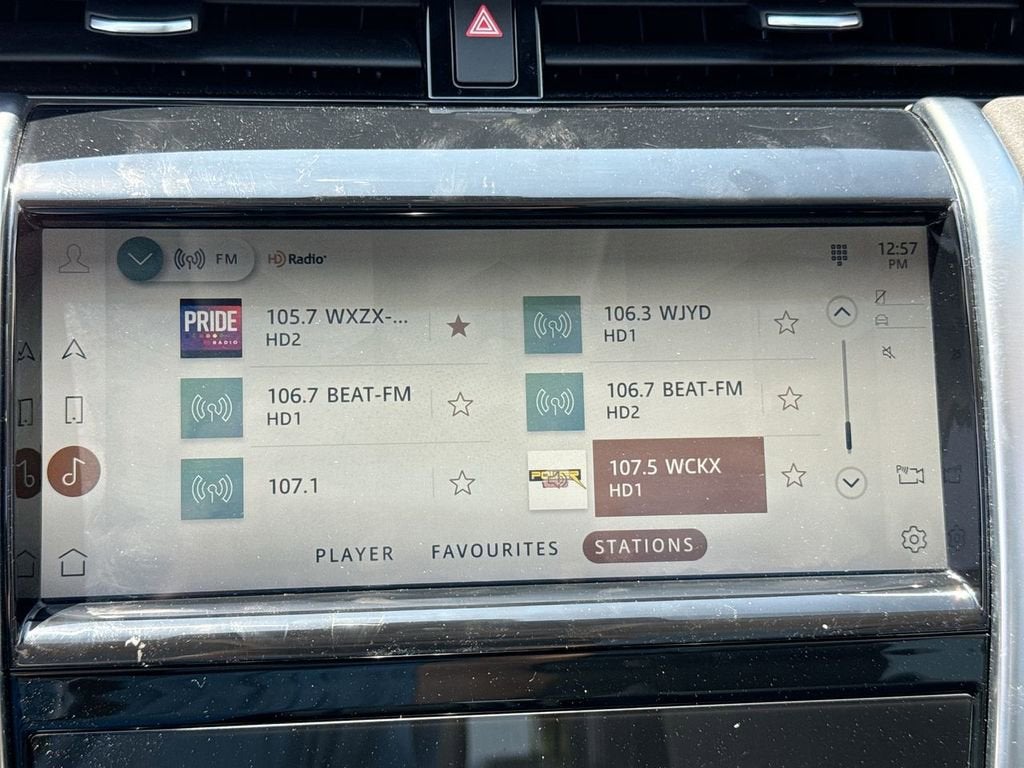 FM
HD Radio
12:57
PM
PRIDE
RADIO
105.7 WXZX-...
HD2
106.3 WJYD
HD1
106.7 BEAT-FM
HD1
106.7 BEAT-FM
HD2
107.1
POWER
107.5 WCKX
HD1
PLAYER
FAVOURITES
STATIONS